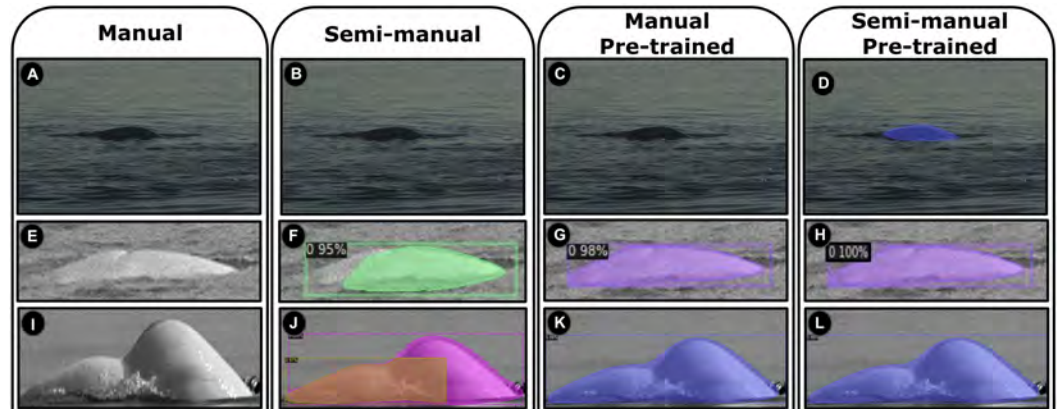 Manual
Semi-manual
Manual
Pre-trained
Semi-manual
Pre-trained
A
B
C
D
E
F
0 95%
G
0 98%
H
0 100%
I
J
K
L